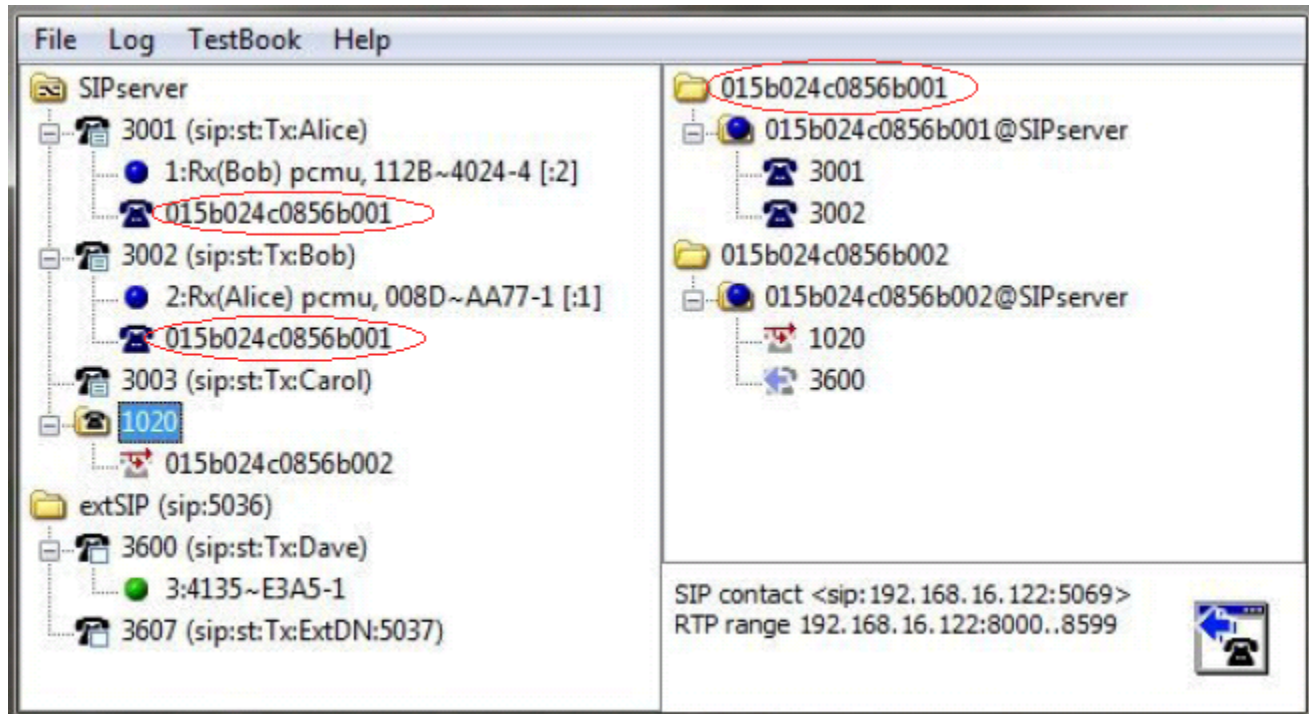 File Log TestBook Help
SIPserver
3001 (sip:st:Tx:Alice)
1:Rx(Bob) pcmu, 112B~4024-4 [:2]
015b024c0856b001
3002 (sip:st:Tx:Bob)
2:Rx(Alice) pcmu, 008D~AA77-1 [:1]
015b024c0856b001
3003 (sip:st:Tx:Carol)
1020
015b024c0856b002
extSIP (sip:5036)
3600 (sip:st:Tx:Dave)
3:4135~E3A5-1
3607 (sip:st:Tx:ExtDN:5037)
015b024c0856b001
015b024c0856b001@SIPserver
3001
3002
015b024c0856b002
015b024c0856b002@SIPserver
1020
3600
SIP contact <sip:192.168.16.122:5069>
RTP range 192.168.16.122:8000..8599